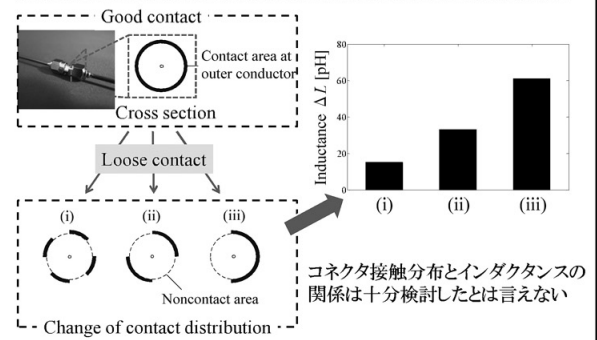 Good contact
Contact area at
outer conductor
Cross section
Loose contact
(i)
(ii)
(iii)
Noncontact area
Change of contact distribution
Inductance ΔL [pH]
80
60
40
20
0
(i)
(ii)
(iii)
コネクタ接触分布とインダクタンスの
関係は十分検討したとは言えない